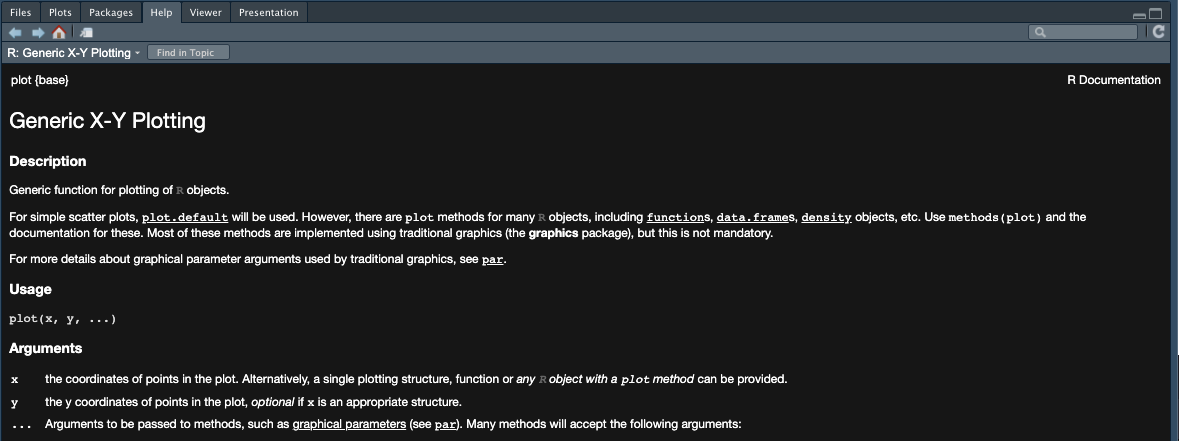 Files Plots Packages Help Viewer Presentation
R: Generic X-Y Plotting Find in Topic
plot {base} R Documentation
Generic X-Y Plotting
Description
Generic function for plotting of R objects.
For simple scatter plots, plot.default will be used. However, there are plot methods for many R objects, including functions, data.frames, density objects, etc. Use methods(plot) and the
documentation for these. Most of these methods are implemented using traditional graphics (the graphics package), but this is not mandatory.
For more details about graphical parameter arguments used by traditional graphics, see par.
Usage
plot(x, y, ...)
Arguments
x the coordinates of points in the plot. Alternatively, a single plotting structure, function or any R object with a plot method can be provided.
y the y coordinates of points in the plot, optional if x is an appropriate structure.
... Arguments to be passed to methods, such as graphical parameters (see par). Many methods will accept the following arguments: